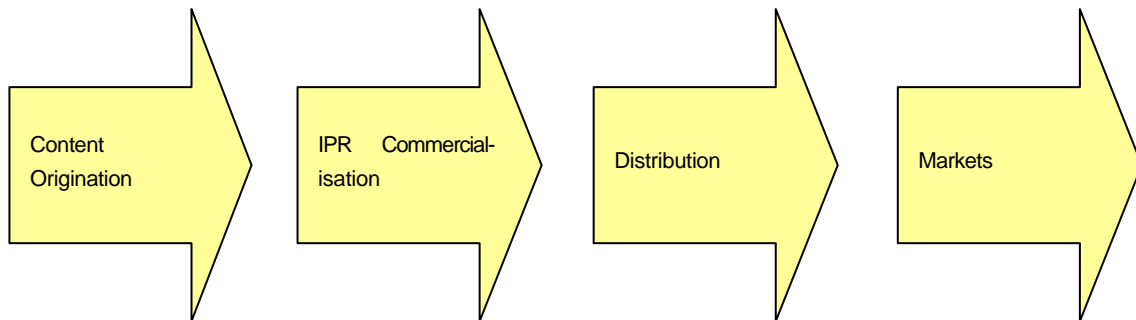 Content
Origination
IPR Commercial-
isation
Distribution
Markets